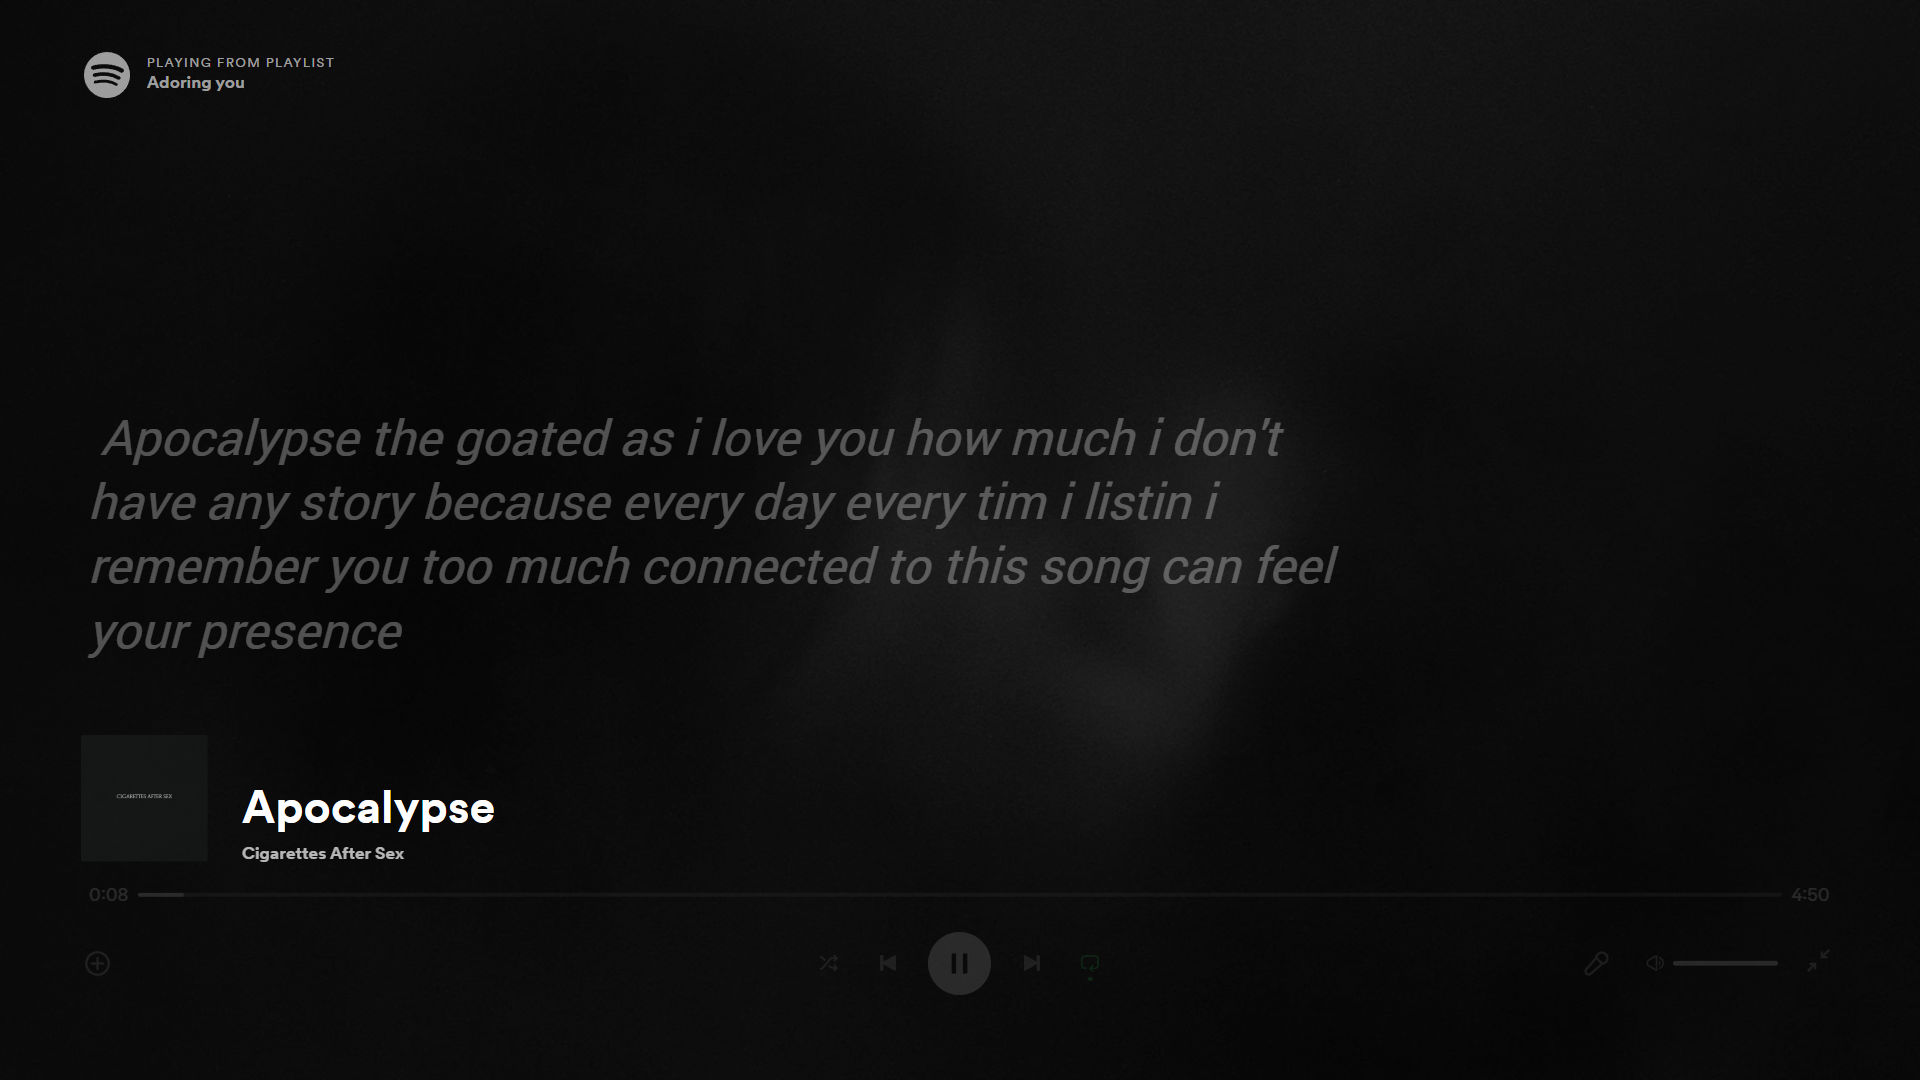 PLAYING FROM PLAYLIST
Adoring you
Apocalypse the goated as i love you how much i don't
have any story because every day every tim i listin i
remember you too much connected to this song can feel
your presence
CIGARETTES AFTER SEX
Apocalypse
Cigarettes After Sex
0:08
4:50